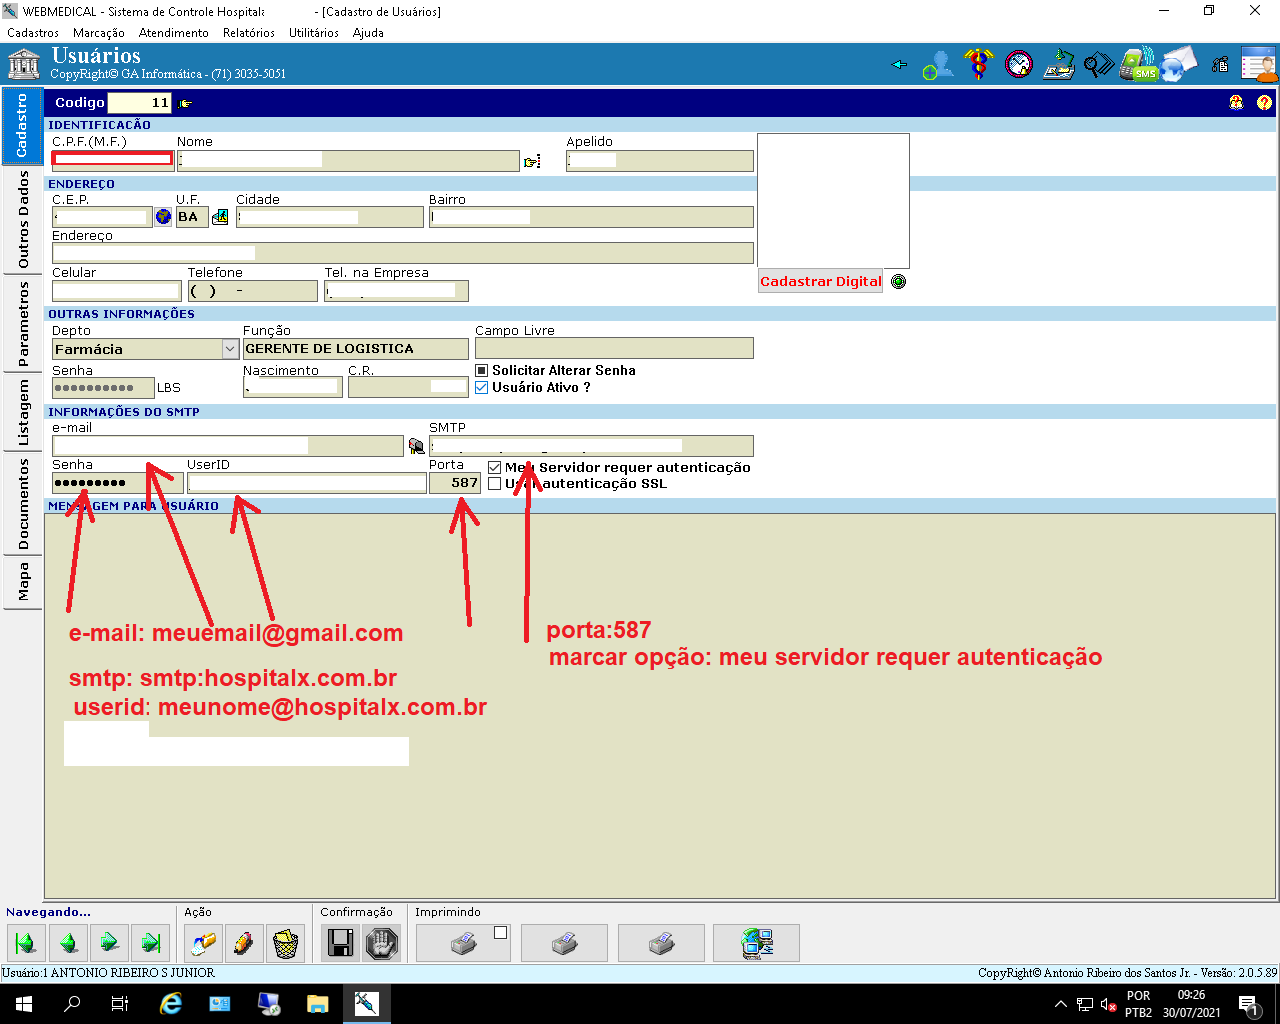 WEBMEDICAL - Sistema de Controle Hospitala - [Cadastro de Usuários]
Cadastros Marcação Atendimento Relatórios Utilitários Ajuda
Usuários
CopyRight© GA Informática - (71) 3035-5051
SMS
Cadastro
Outros Dados
Parametros
Listagem
Documentos
Mapa
Codigo 11
IDENTIFICACÃO
C.P.F.(M.F.) Nome Apelido
ENDEREÇO
C.E.P. U.F. Cidade Bairro
BA
Endereço
Celular Telefone Tel. na Empresa
( ) -
Cadastrar Digital
OUTRAS INFORMAÇÕES
Depto Função Campo Livre
Farmácia GERENTE DE LOGISTICA
Senha Nascimento C.R. Solicitar Alterar Senha
●●●●●●●●●● LBS Usuário Ativo ?
INFORMAÇÕES DO SMTP
e-mail SMTP
Senha UserID Porta Meu Servidor requer autenticação
●●●●●●●●● 587 Usar autenticação SSL
MENSAGEM PARA USUÁRIO
e-mail: meuemail@gmail.com
porta:587
marcar opção: meu servidor requer autenticação
smtp: smtp:hospitalx.com.br
userid: meunome@hospitalx.com.br
Navegando... Ação Confirmação Imprimindo
Usuário:1 ANTONIO RIBEIRO S JUNIOR CopyRight© Antonio Ribeiro dos Santos Jr. - Versão: 2.0.5.89
POR 09:26
PTB2 30/07/2021
1